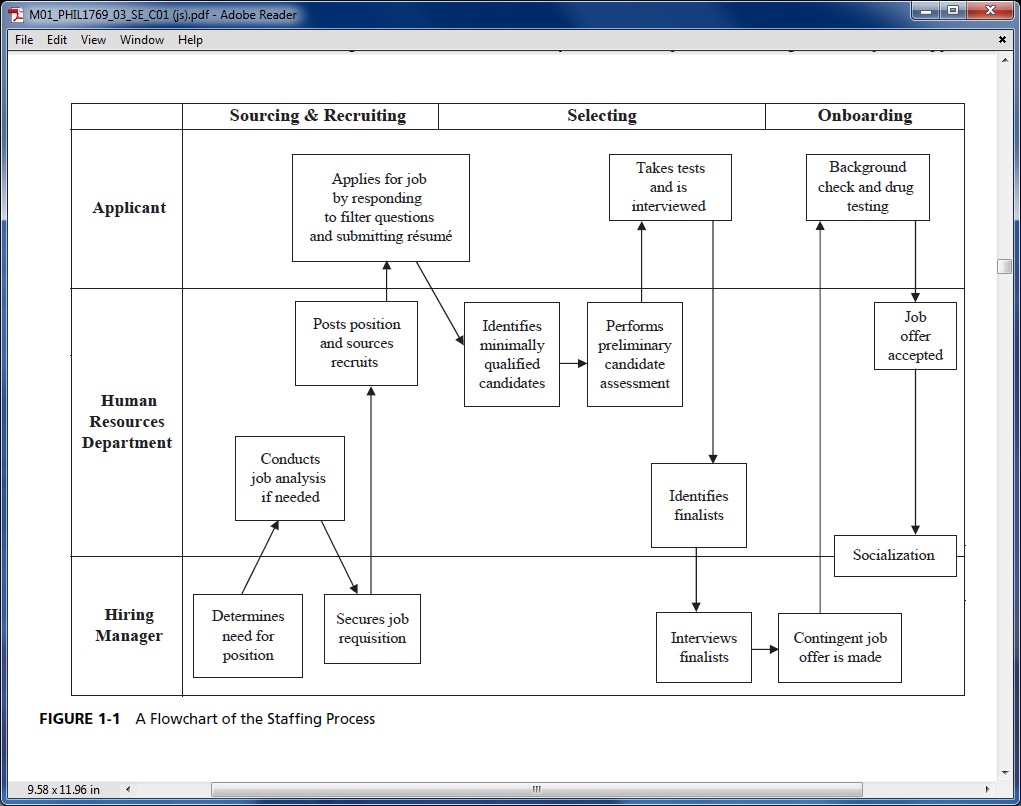 M01_PHIL1769_03_SE_C01 (js).pdf - Adobe Reader
File Edit View Window Help
Sourcing & Recruiting Selecting Onboarding
Applicant
Applies for job
by responding
to filter questions
and submitting résumé
Takes tests
and is
interviewed
Background
check and drug
testing
Human
Resources
Department
Posts position
and sources
recruits
Identifies
minimally
qualified
candidates
Performs
preliminary
candidate
assessment
Job
offer
accepted
Conducts
job analysis
if needed
Identifies
finalists
Socialization
Hiring
Manager
Determines
need for
position
Secures job
requisition
Interviews
finalists
Contingent job
offer is made
FIGURE 1-1 A Flowchart of the Staffing Process
9.58 x 11.96 in